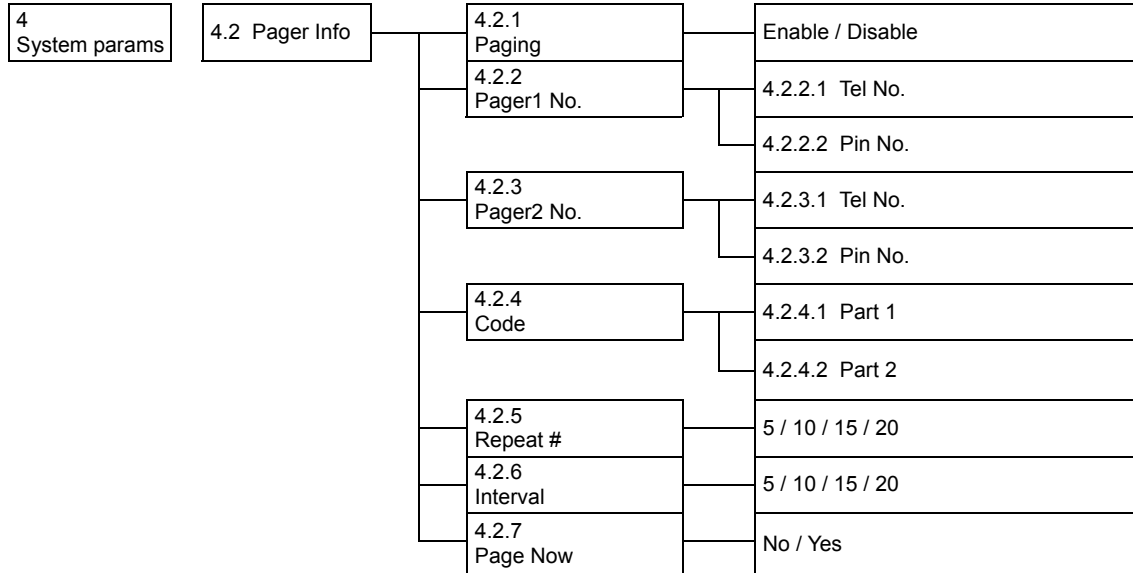 4
System params
4.2 Pager Info
4.2.1
Paging
Enable / Disable
4.2.2
Pager1 No.
4.2.2.1 Tel No.
4.2.2.2 Pin No.
4.2.3
Pager2 No.
4.2.3.1 Tel No.
4.2.3.2 Pin No.
4.2.4
Code
4.2.4.1 Part 1
4.2.4.2 Part 2
4.2.5
Repeat #
5 / 10 / 15 / 20
4.2.6
Interval
5 / 10 / 15 / 20
4.2.7
Page Now
No / Yes